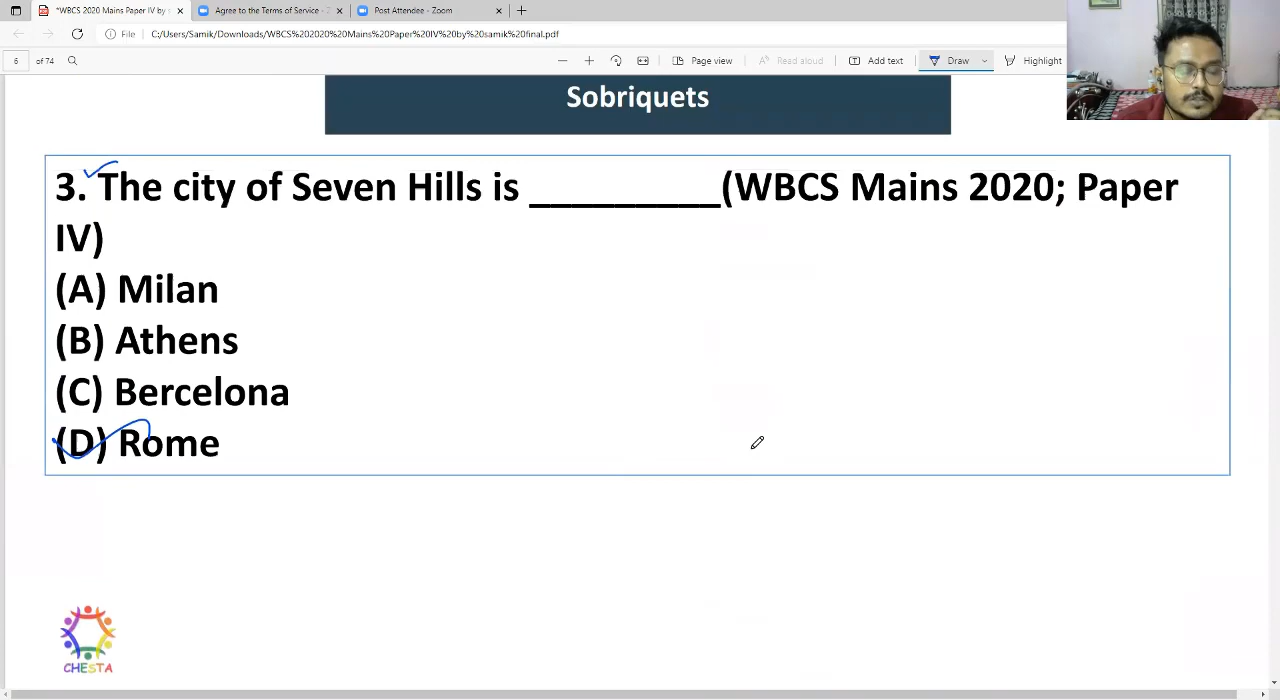 *WBCS 2020 Mains Paper IV by s
Agree to the Terms of Service - Z
Post Attendee - Zoom
File
C:/Users/Samik/Downloads/WBCS%202020%20Mains%20Paper%20IV%20by%20samik%20final.pdf
6 of 74
Page view
Read aloud
Add text
Draw
Highlight
Sobriquets
3. The city of Seven Hills is _________(WBCS Mains 2020; Paper
IV)
(A) Milan
(B) Athens
(C) Bercelona
(D) Rome
CHESTA